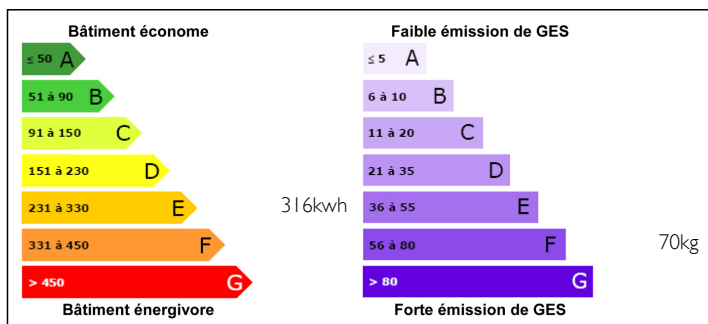 Bâtiment économe
≤ 50 A
51 à 90 B
91 à 150 C
151 à 230 D
231 à 330 E
316kwh
331 à 450 F
> 450 G
Bâtiment énergivore
Faible émission de GES
≤ 5 A
6 à 10 B
11 à 20 C
21 à 35 D
36 à 55 E
56 à 80 F
70kg
> 80 G
Forte émission de GES